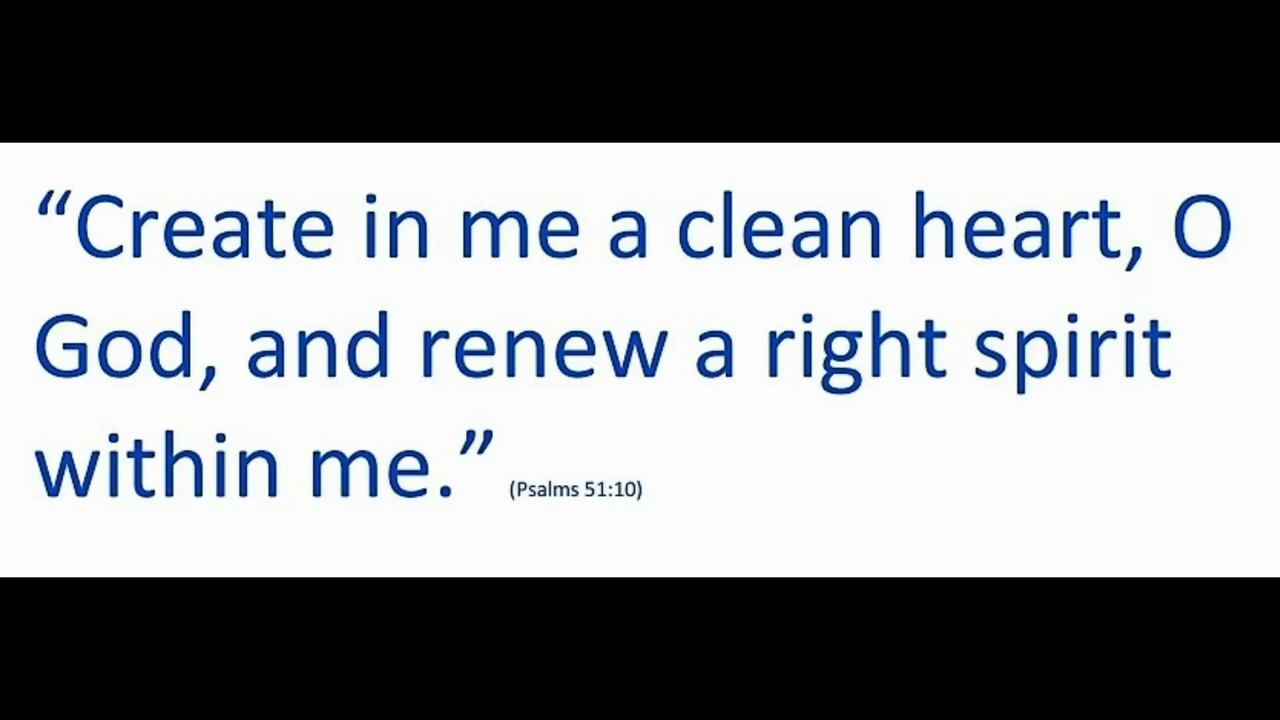 “Create in me a clean heart, O
God, and renew a right spirit
within me.” (Psalms 51:10)